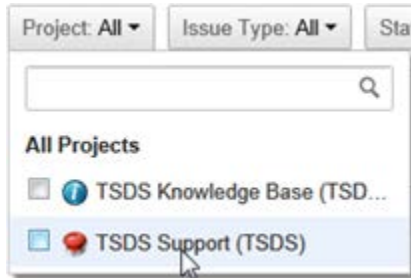 Project: All Issue Type: All Sta
All Projects
TSDS Knowledge Base (TSD...
TSDS Support (TSDS)